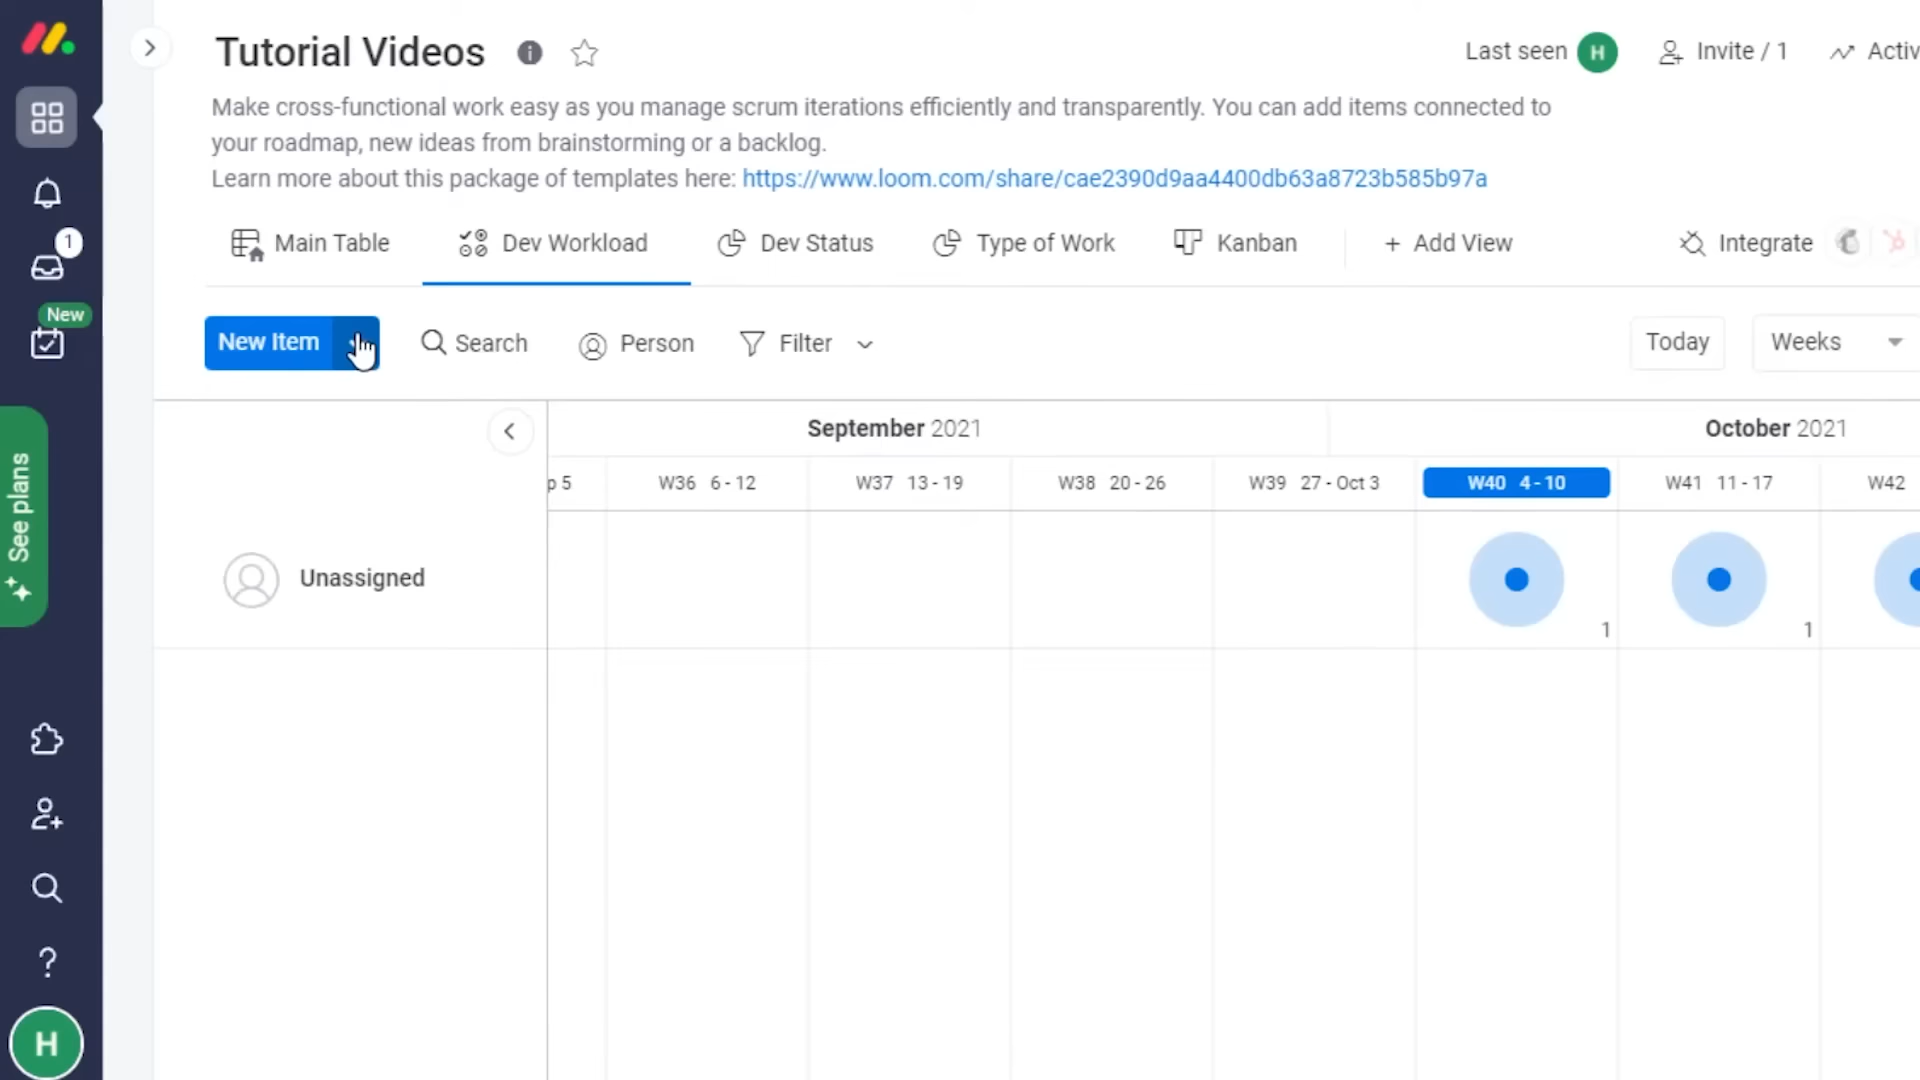 Tutorial Videos
Last seen H
Invite / 1
Activ
Make cross-functional work easy as you manage scrum iterations efficiently and transparently. You can add items connected to
your roadmap, new ideas from brainstorming or a backlog.
Learn more about this package of templates here: https://www.loom.com/share/cae2390d9aa4400db63a8723b585b97a
1
New
See plans
H
Main Table
Dev Workload
Dev Status
Type of Work
Kanban
+ Add View
Integrate
New Item
Search
Person
Filter
Today
Weeks
September 2021
October 2021
p 5
W36 6 - 12
W37 13 - 19
W38 20 - 26
W39 27 - Oct 3
W40 4 - 10
W41 11 - 17
W42
Unassigned
1
1